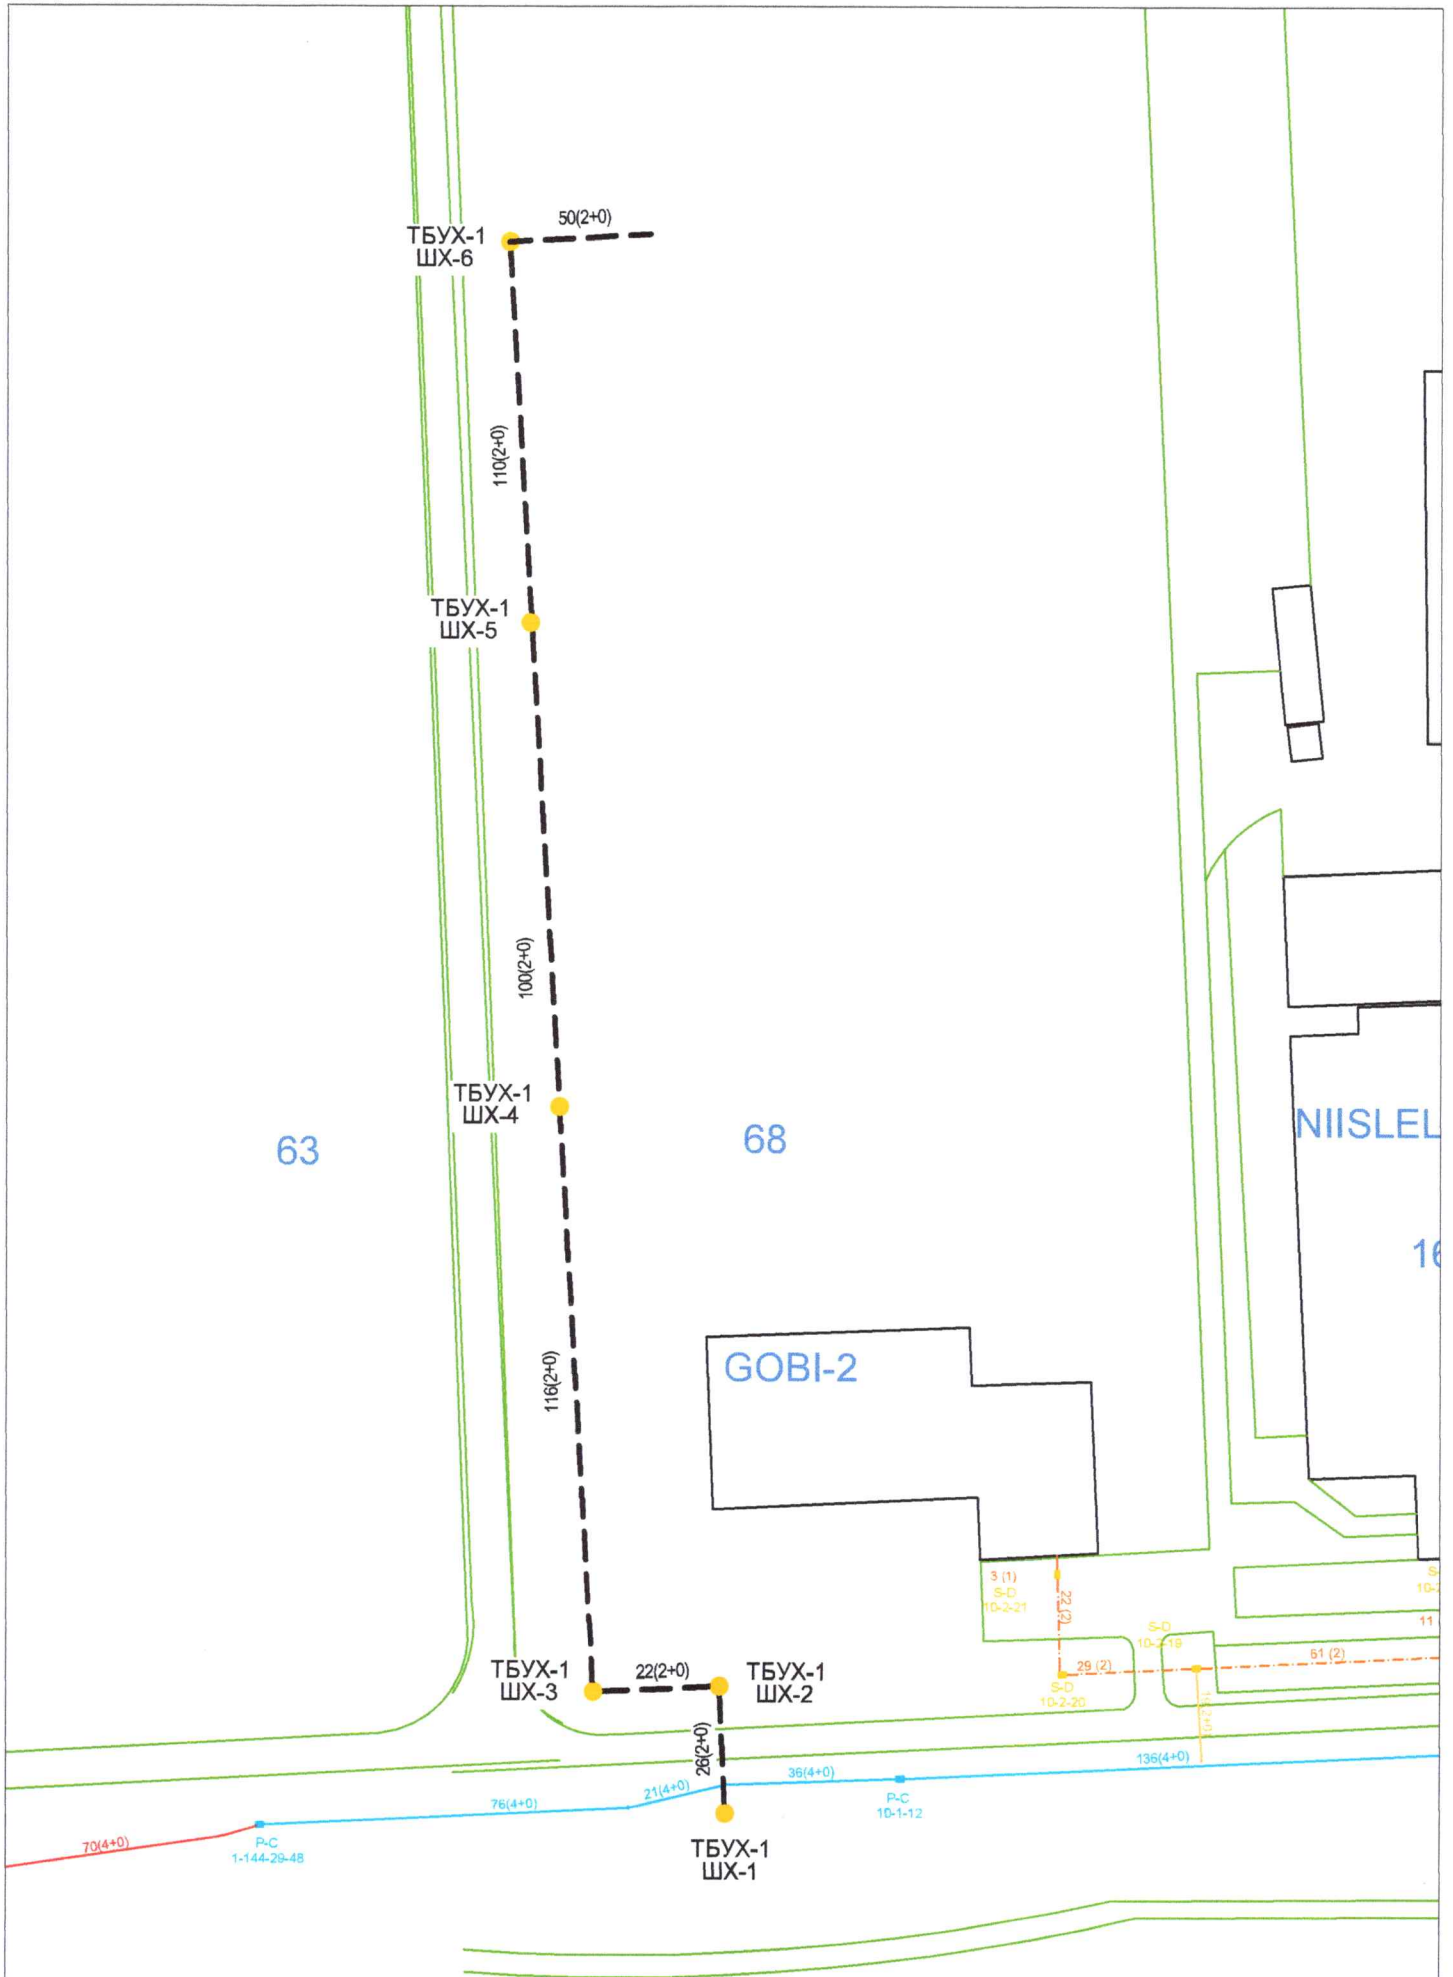 50(2+0)
ТБУХ-1
ШХ-6
110(2+0)
ТБУХ-1
ШХ-5
100(2+0)
ТБУХ-1
ШХ-4
63
68
NIISLEL
16
116(2+0)
GOBI-2
3 (1)
S-D
10-2-21
22 (2)
S-D
10-2-19
11
29 (2)
61 (2)
S-D
10-2-20
ТБУХ-1
ШХ-3
22(2+0)
ТБУХ-1
ШХ-2
26(2+0)
136(4+0)
36(4+0)
21(4+0)
76(4+0)
P-C
10-1-12
70(4+0)
P-C
1-144-29-48
ТБУХ-1
ШХ-1